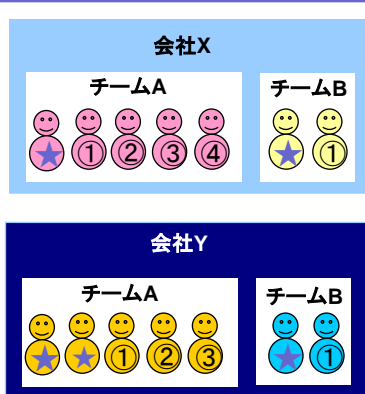 会社X
チームA
チームB
★ ① ② ③ ④
★ ①
会社Y
チームA
チームB
★ ★ ① ② ③
★ ①